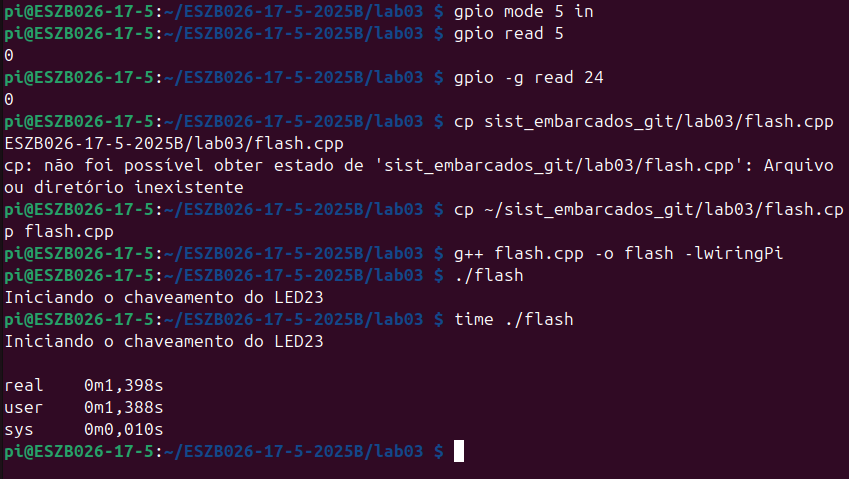 pi@ESZB026-17-5:~/ESZB026-17-5-2025B/lab03 $ gpio mode 5 in
pi@ESZB026-17-5:~/ESZB026-17-5-2025B/lab03 $ gpio read 5
0
pi@ESZB026-17-5:~/ESZB026-17-5-2025B/lab03 $ gpio -g read 24
0
pi@ESZB026-17-5:~/ESZB026-17-5-2025B/lab03 $ cp sist_embarcados_git/lab03/flash.cpp
ESZB026-17-5-2025B/lab03/flash.cpp
cp: não foi possível obter estado de 'sist_embarcados_git/lab03/flash.cpp': Arquivo
ou diretório inexistente
pi@ESZB026-17-5:~/ESZB026-17-5-2025B/lab03 $ cp ~/sist_embarcados_git/lab03/flash.cp
p flash.cpp
pi@ESZB026-17-5:~/ESZB026-17-5-2025B/lab03 $ g++ flash.cpp -o flash -lwiringPi
pi@ESZB026-17-5:~/ESZB026-17-5-2025B/lab03 $ ./flash
Iniciando o chaveamento do LED23
pi@ESZB026-17-5:~/ESZB026-17-5-2025B/lab03 $ time ./flash
Iniciando o chaveamento do LED23

real    0m1,398s
user    0m1,388s
sys     0m0,010s
pi@ESZB026-17-5:~/ESZB026-17-5-2025B/lab03 $